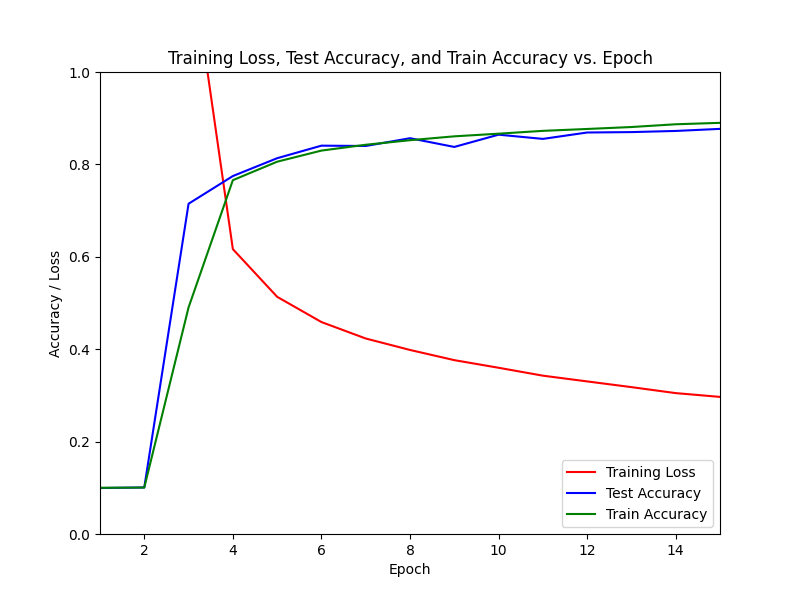 Training Loss, Test Accuracy, and Train Accuracy vs. Epoch
1.0
0.8
0.6
0.4
0.2
0.0
Accuracy / Loss
Training Loss
Test Accuracy
Train Accuracy
2 4 6 8 10 12 14
Epoch